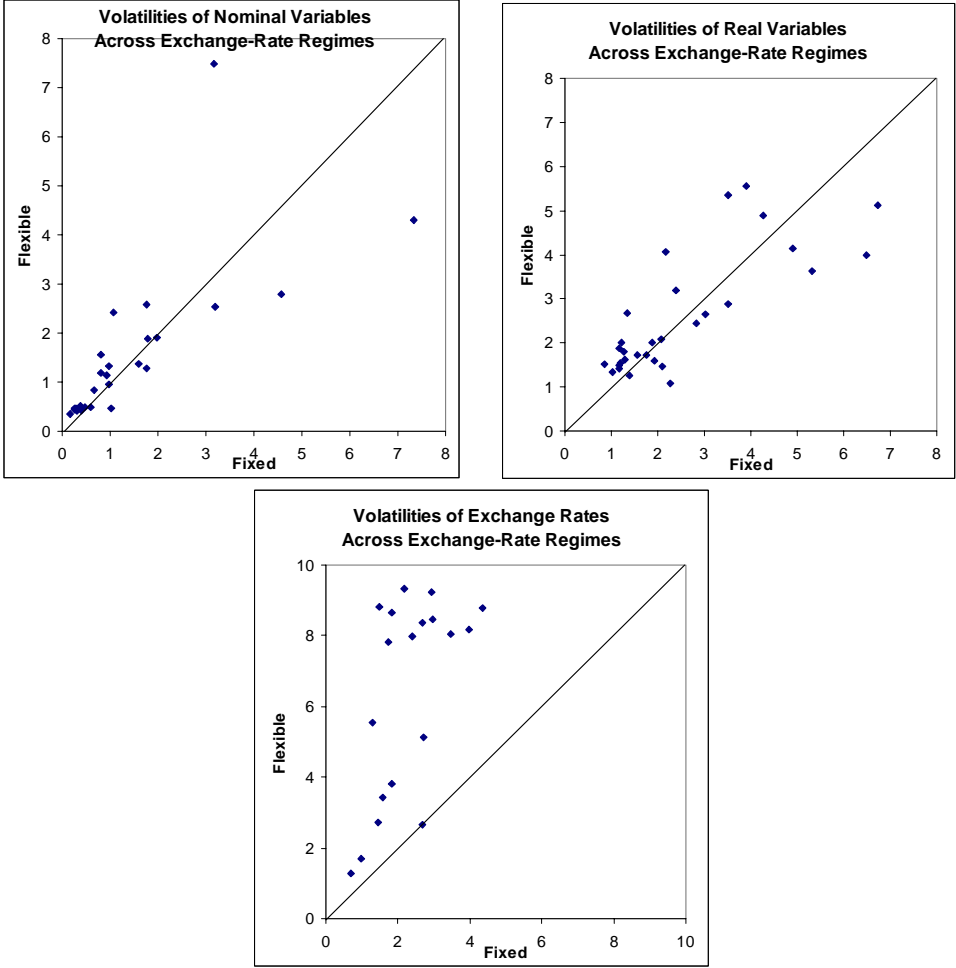 Volatilities of Nominal Variables
Across Exchange-Rate Regimes
8
7
6
5
4
3
2
1
0
Flexible
0 1 2 3 4 5 6 7 8
Fixed
Volatilities of Real Variables
Across Exchange-Rate Regimes
8
7
6
5
4
3
2
1
0
Flexible
0 1 2 3 4 5 6 7 8
Fixed
Volatilities of Exchange Rates
Across Exchange-Rate Regimes
10
8
6
4
2
0
Flexible
0 2 4 6 8 10
Fixed